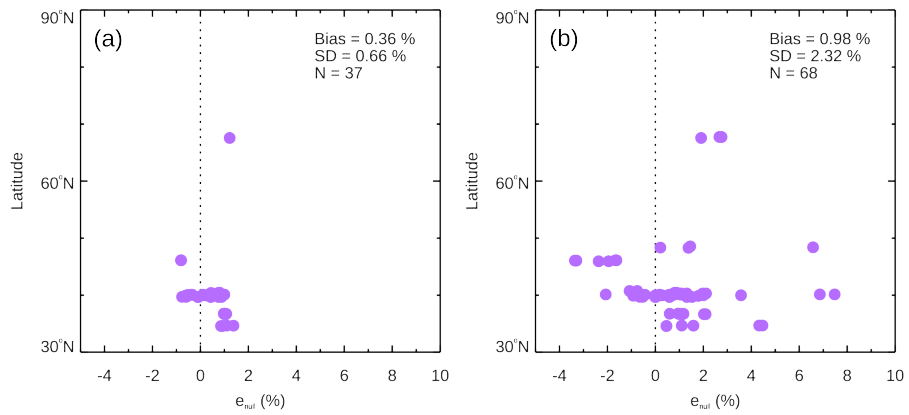 90°N
(a)
Bias = 0.36 %
SD = 0.66 %
N = 37
Latitude
60°N
30°N
-4 -2 0 2 4 6 8 10
e_nul (%)
90°N
(b)
Bias = 0.98 %
SD = 2.32 %
N = 68
Latitude
60°N
30°N
-4 -2 0 2 4 6 8 10
e_nul (%)